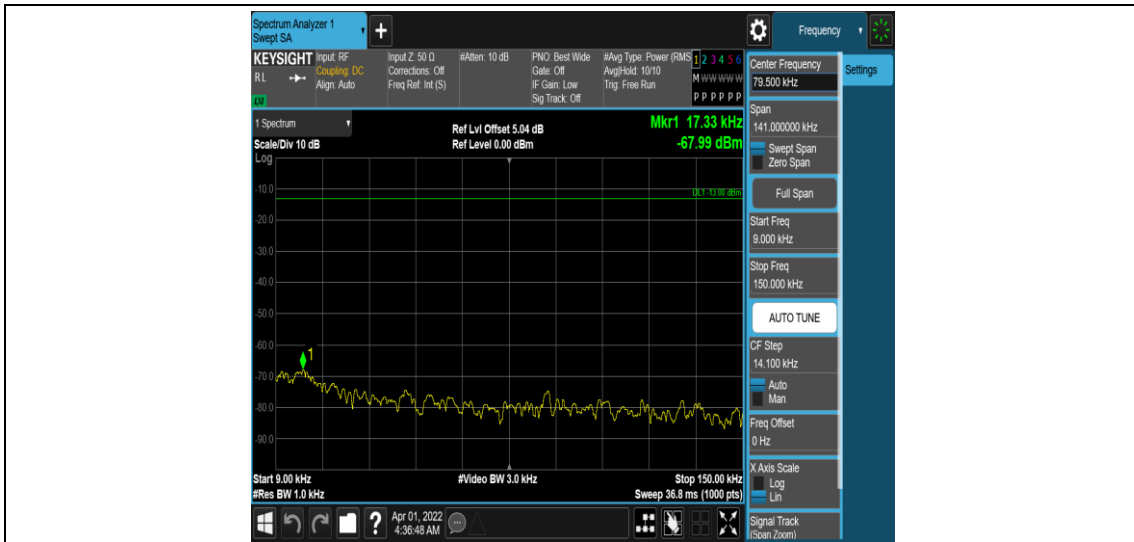 Spectrum Analyzer 1
Swept SA
+
Frequency
KEYSIGHT
RL
LXI
Input: RF
Coupling: DC
Align: Auto
Input Z: 50 Ω
Corrections: Off
Freq Ref: Int (S)
#Atten: 10 dB
PNO: Best Wide
Gate: Off
IF Gain: Low
Sig Track: Off
#Avg Type: Power (RMS
Avg|Hold: 10/10
Trig: Free Run
1 2 3 4 5 6
M W W W W W
P P P P P P
1 Spectrum
Scale/Div 10 dB
Ref Lvl Offset 5.04 dB
Ref Level 0.00 dBm
Mkr1 17.33 kHz
-67.99 dBm
Log
DL1 -13.00 dBm
-10.0
-20.0
-30.0
-40.0
-50.0
-60.0
-70.0
-80.0
-90.0
1
Start 9.00 kHz
#Video BW 3.0 kHz
Stop 150.00 kHz
#Res BW 1.0 kHz
Sweep 36.8 ms (1000 pts)
?
Apr 01, 2022
4:36:48 AM
Center Frequency
79.500 kHz
Settings
Span
141.000000 kHz
Swept Span
Zero Span
Full Span
Start Freq
9.000 kHz
Stop Freq
150.000 kHz
AUTO TUNE
CF Step
14.100 kHz
Auto
Man
Freq Offset
0 Hz
X Axis Scale
Log
Lin
Signal Track
(Span Zoom)